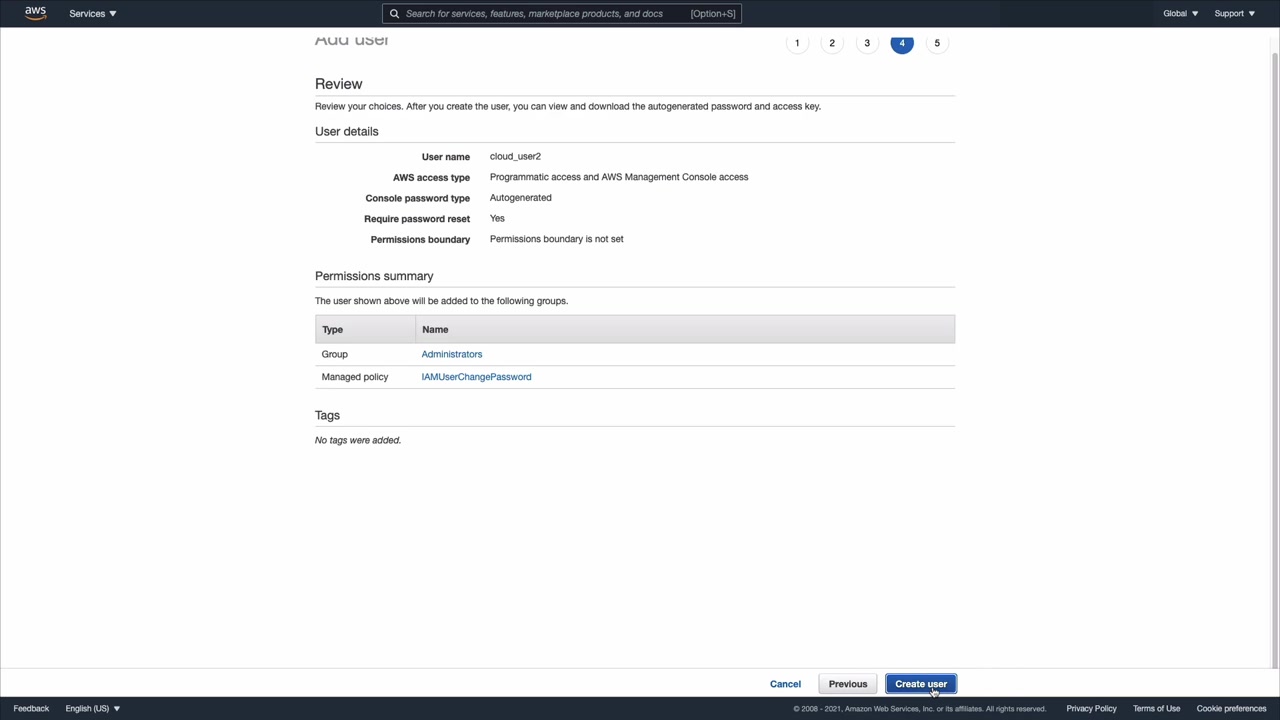 aws Services Search for services, features, marketplace products, and docs [Option+S] Global Support
Add user 1 2 3 4 5
Review
Review your choices. After you create the user, you can view and download the autogenerated password and access key.
User details
User name cloud_user2
AWS access type Programmatic access and AWS Management Console access
Console password type Autogenerated
Require password reset Yes
Permissions boundary Permissions boundary is not set
Permissions summary
The user shown above will be added to the following groups.
Type Name
Group Administrators
Managed policy IAMUserChangePassword
Tags
No tags were added.
Cancel Previous Create user
Feedback English (US) © 2008 - 2021, Amazon Web Services, Inc. or its affiliates. All rights reserved. Privacy Policy Terms of Use Cookie preferences